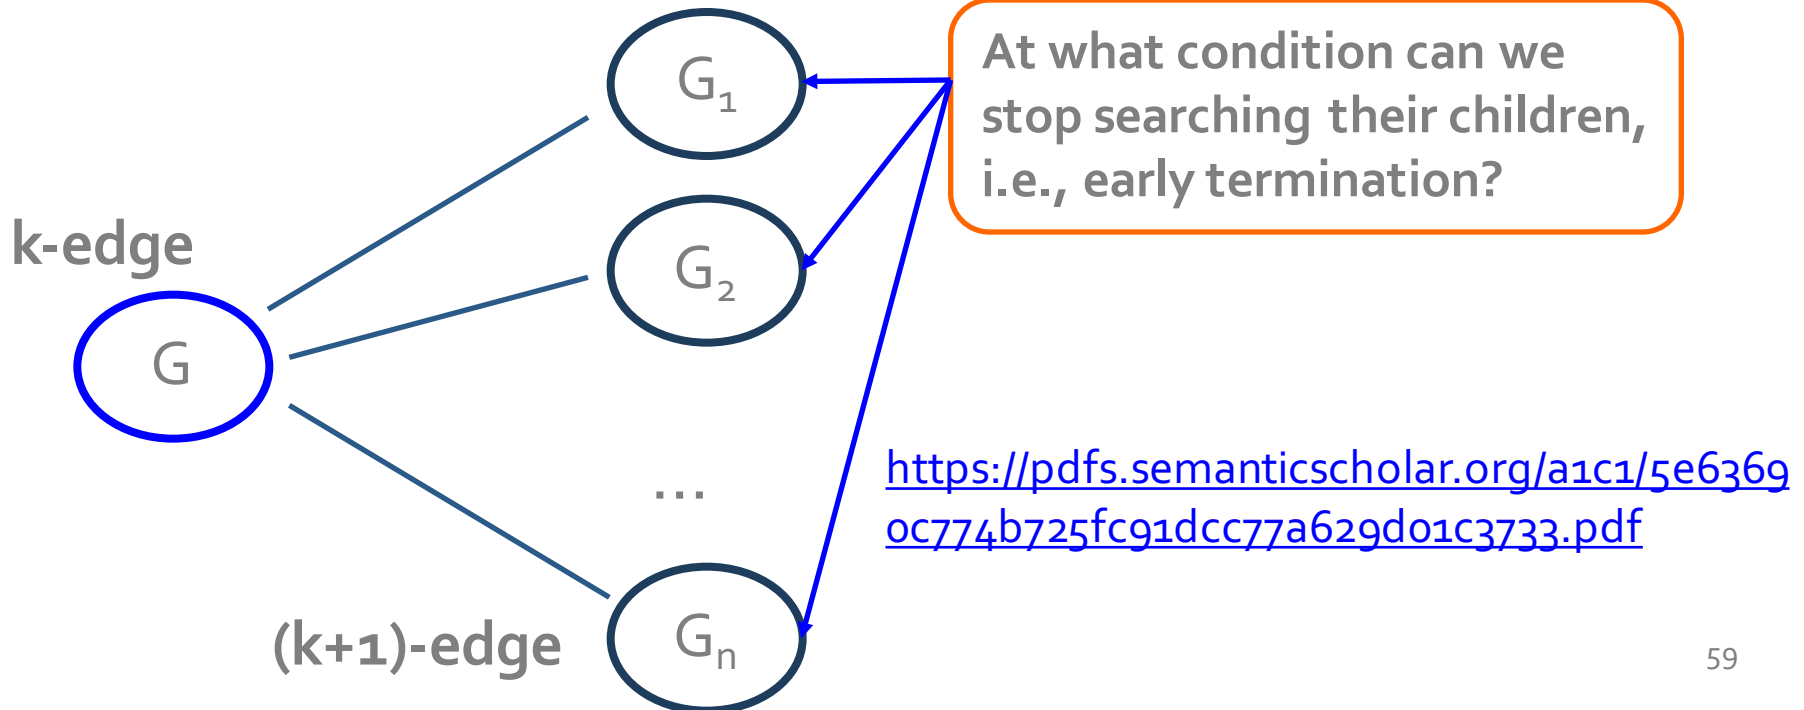 G₁
At what condition can we
stop searching their children,
i.e., early termination?
k-edge
G₂
G
...
https://pdfs.semanticscholar.org/a1c1/5e6369
0c774b725fc91dcc77a629d01c3733.pdf
(k+1)-edge
Gₙ
59